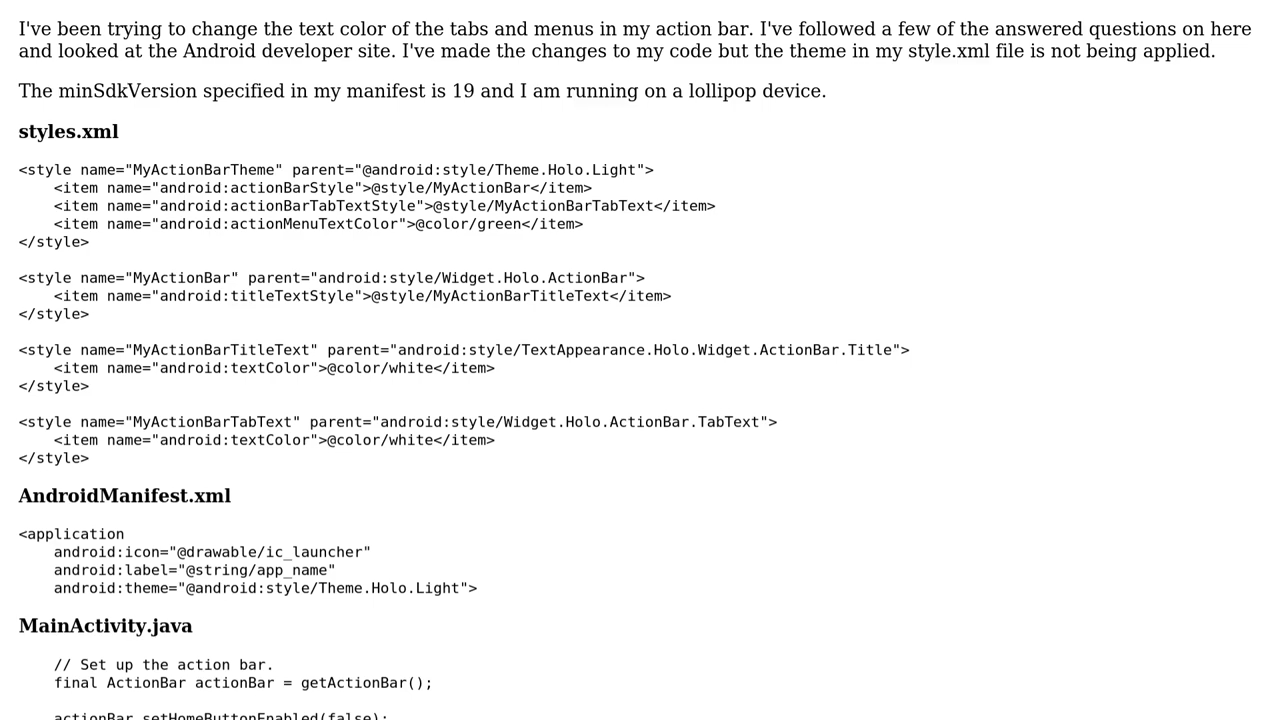 I've been trying to change the text color of the tabs and menus in my action bar. I've followed a few of the answered questions on here
and looked at the Android developer site. I've made the changes to my code but the theme in my style.xml file is not being applied.
The minSdkVersion specified in my manifest is 19 and I am running on a lollipop device.
styles.xml
<style name="MyActionBarTheme" parent="@android:style/Theme.Holo.Light">
    <item name="android:actionBarStyle">@style/MyActionBar</item>
    <item name="android:actionBarTabTextStyle">@style/MyActionBarTabText</item>
    <item name="android:actionMenuTextColor">@color/green</item>
</style>
<style name="MyActionBar" parent="android:style/Widget.Holo.ActionBar">
    <item name="android:titleTextStyle">@style/MyActionBarTitleText</item>
</style>
<style name="MyActionBarTitleText" parent="android:style/TextAppearance.Holo.Widget.ActionBar.Title">
    <item name="android:textColor">@color/white</item>
</style>
<style name="MyActionBarTabText" parent="android:style/Widget.Holo.ActionBar.TabText">
    <item name="android:textColor">@color/white</item>
</style>
AndroidManifest.xml
<application
    android:icon="@drawable/ic_launcher"
    android:label="@string/app_name"
    android:theme="@android:style/Theme.Holo.Light">
MainActivity.java
    // Set up the action bar.
    final ActionBar actionBar = getActionBar();
    actionBar.setHomeButtonEnabled(false);